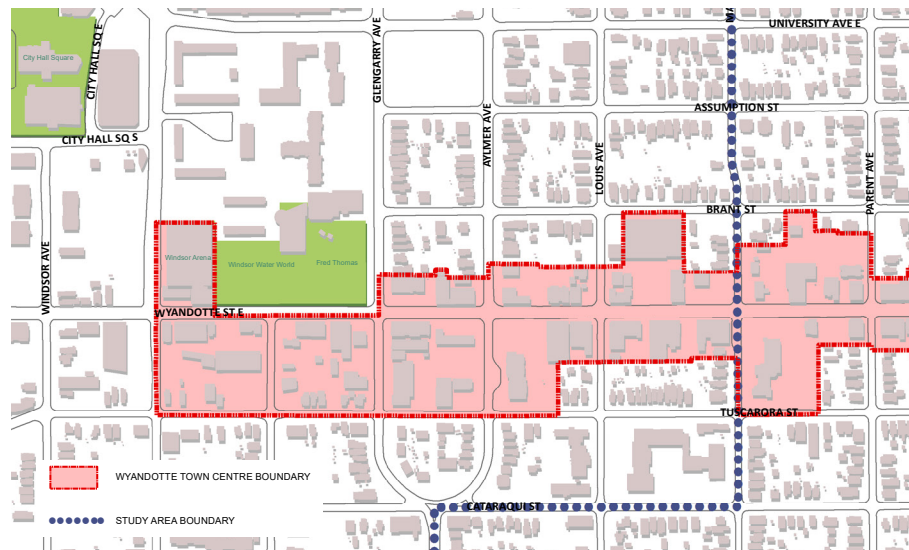 UNIVERSITY AVE E
MA
City Hall Square
CITY HALL SQ E
GLENGARRY AVE
ASSUMPTION ST
CITY HALL SQ S
AYLMER AVE
LOUIS AVE
PARENT AVE
BRANT ST
WINDSOR AVE
Windsor Arena
Windsor Water World
Fred Thomas
WYANDOTTE ST E
TUSCARORA ST
WYANDOTTE TOWN CENTRE BOUNDARY
CATARAQUI ST
STUDY AREA BOUNDARY